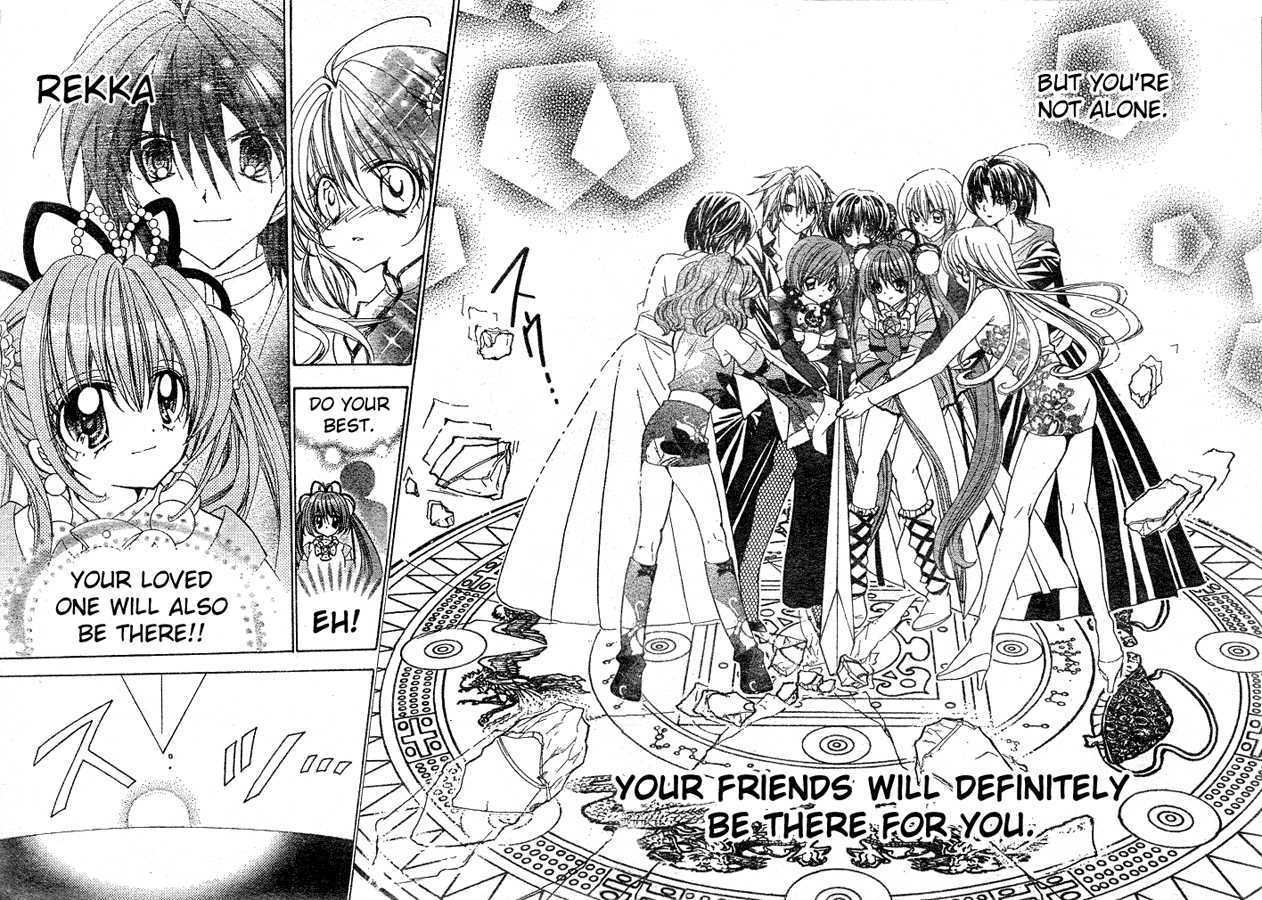 BUT YOU'RE
NOT ALONE.
YOUR FRIENDS WILL DEFINITELY
BE THERE FOR YOU.
DO YOUR
BEST.
EH!
REKKA
YOUR LOVED
ONE WILL ALSO
BE THERE!!